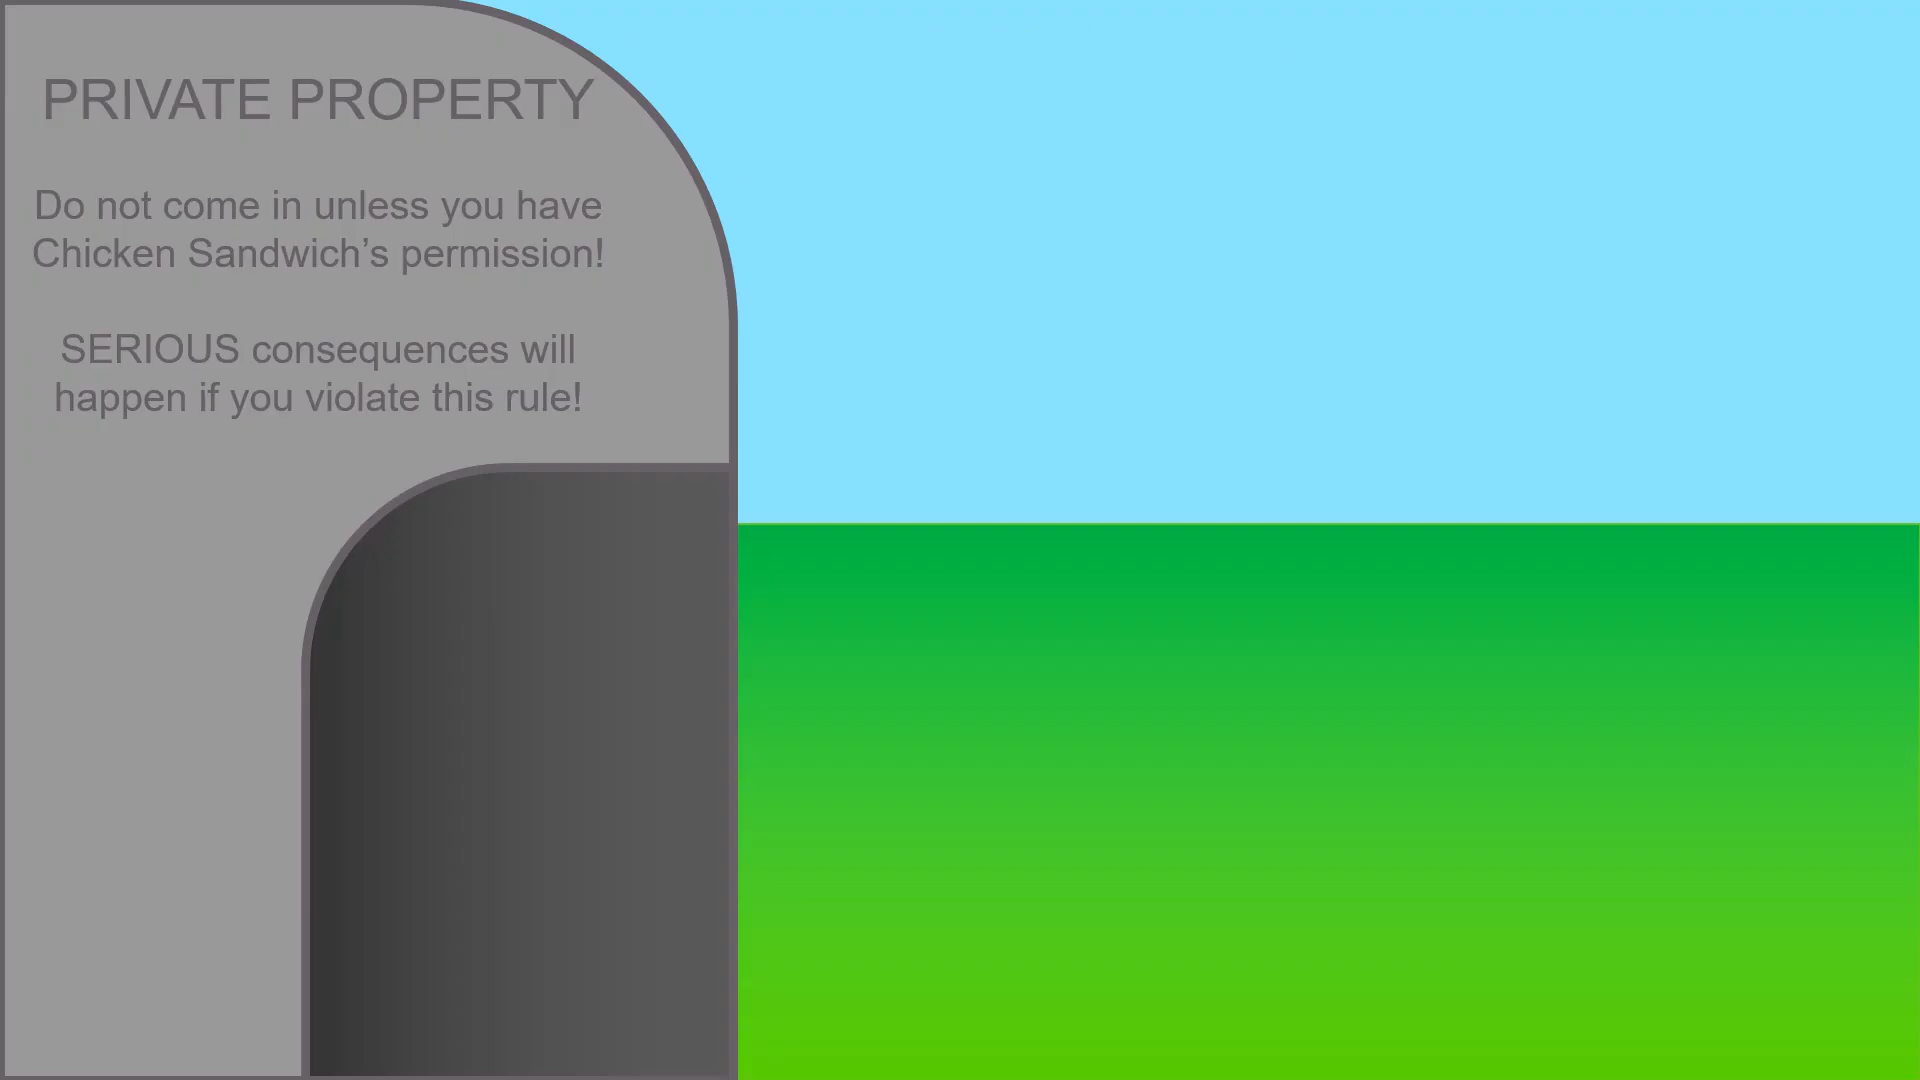 PRIVATE PROPERTY
Do not come in unless you have
Chicken Sandwich’s permission!
SERIOUS consequences will
happen if you violate this rule!